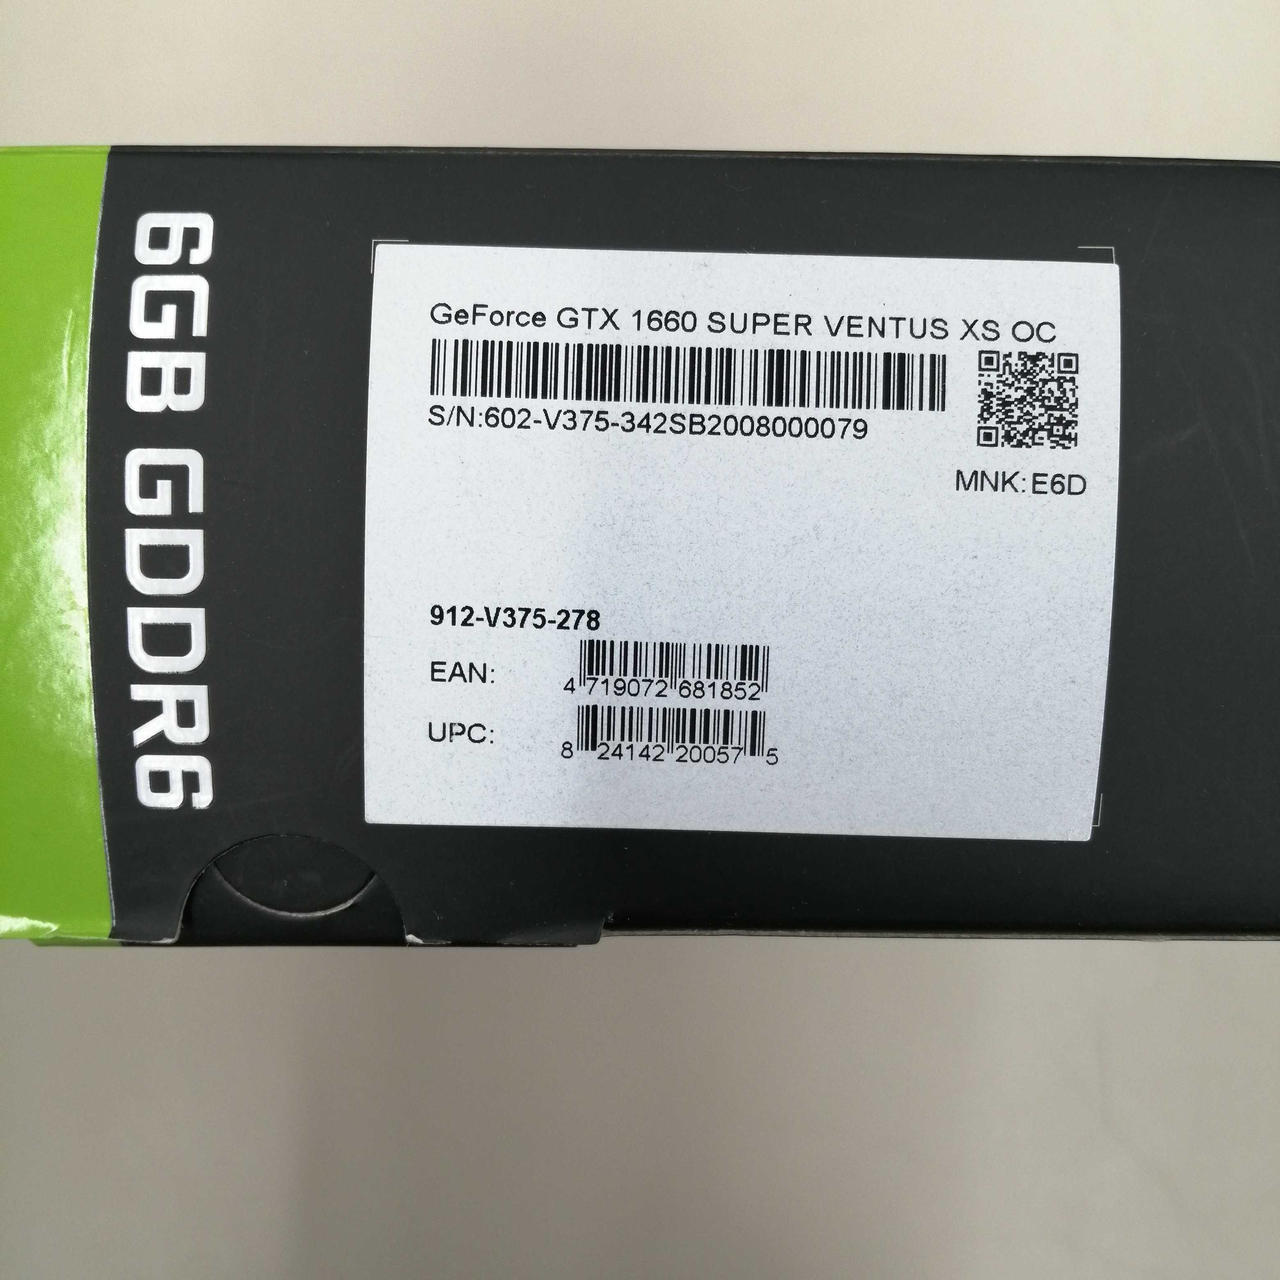 6GB GDDR6
GeForce GTX 1660 SUPER VENTUS XS OC
S/N:602-V375-342SB2008000079
MNK:E6D
912-V375-278
EAN:
4 719072 681852
UPC:
8 24142 20057 5